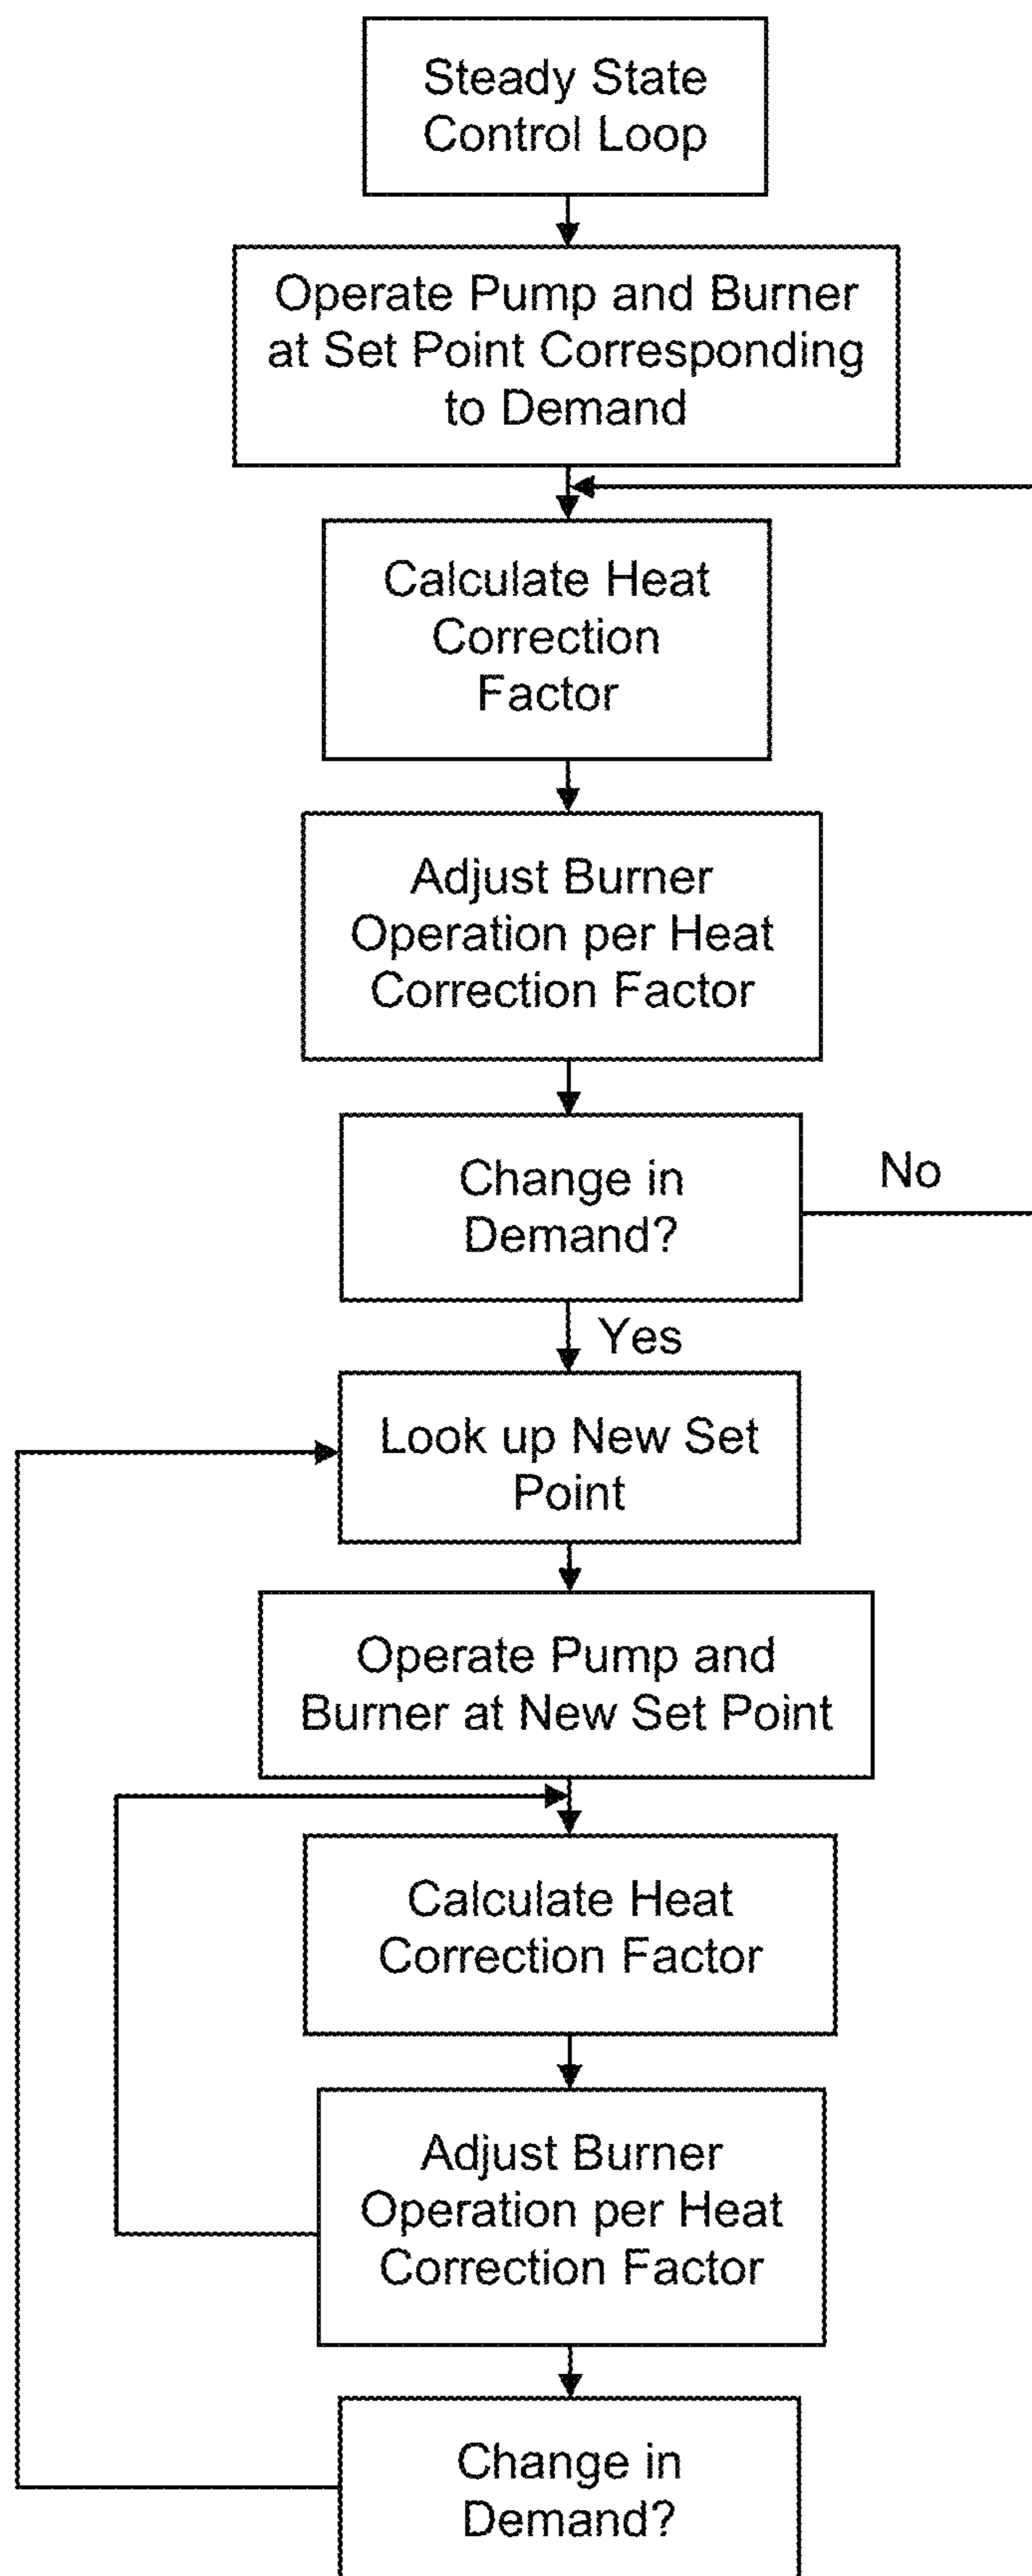 Steady State
Control Loop
Operate Pump and Burner
at Set Point Corresponding
to Demand
Calculate Heat
Correction
Factor
Adjust Burner
Operation per Heat
Correction Factor
Change in
Demand?
No
Yes
Look up New Set
Point
Operate Pump and
Burner at New Set Point
Calculate Heat
Correction Factor
Adjust Burner
Operation per Heat
Correction Factor
Change in
Demand?